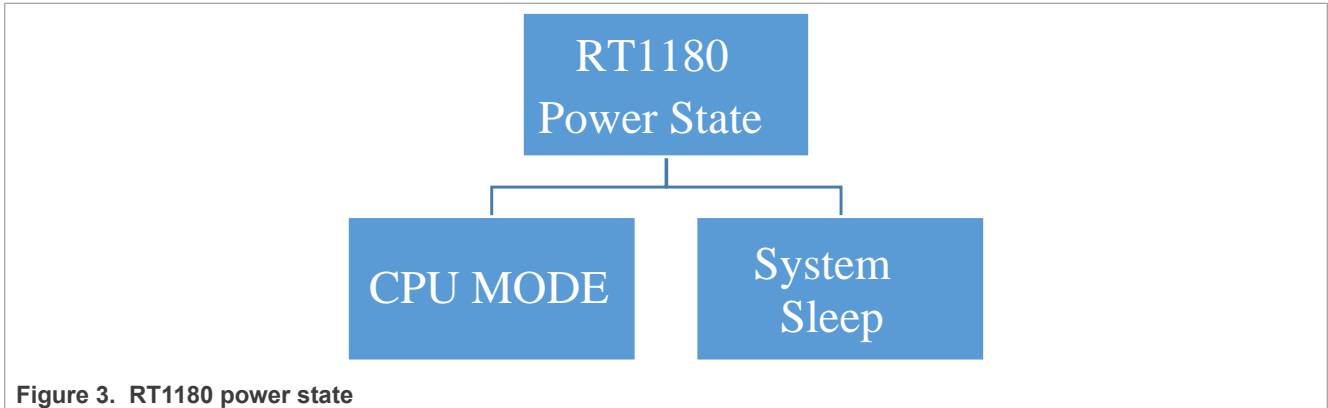 RT1180
Power State
CPU MODE
System
Sleep
Figure 3. RT1180 power state